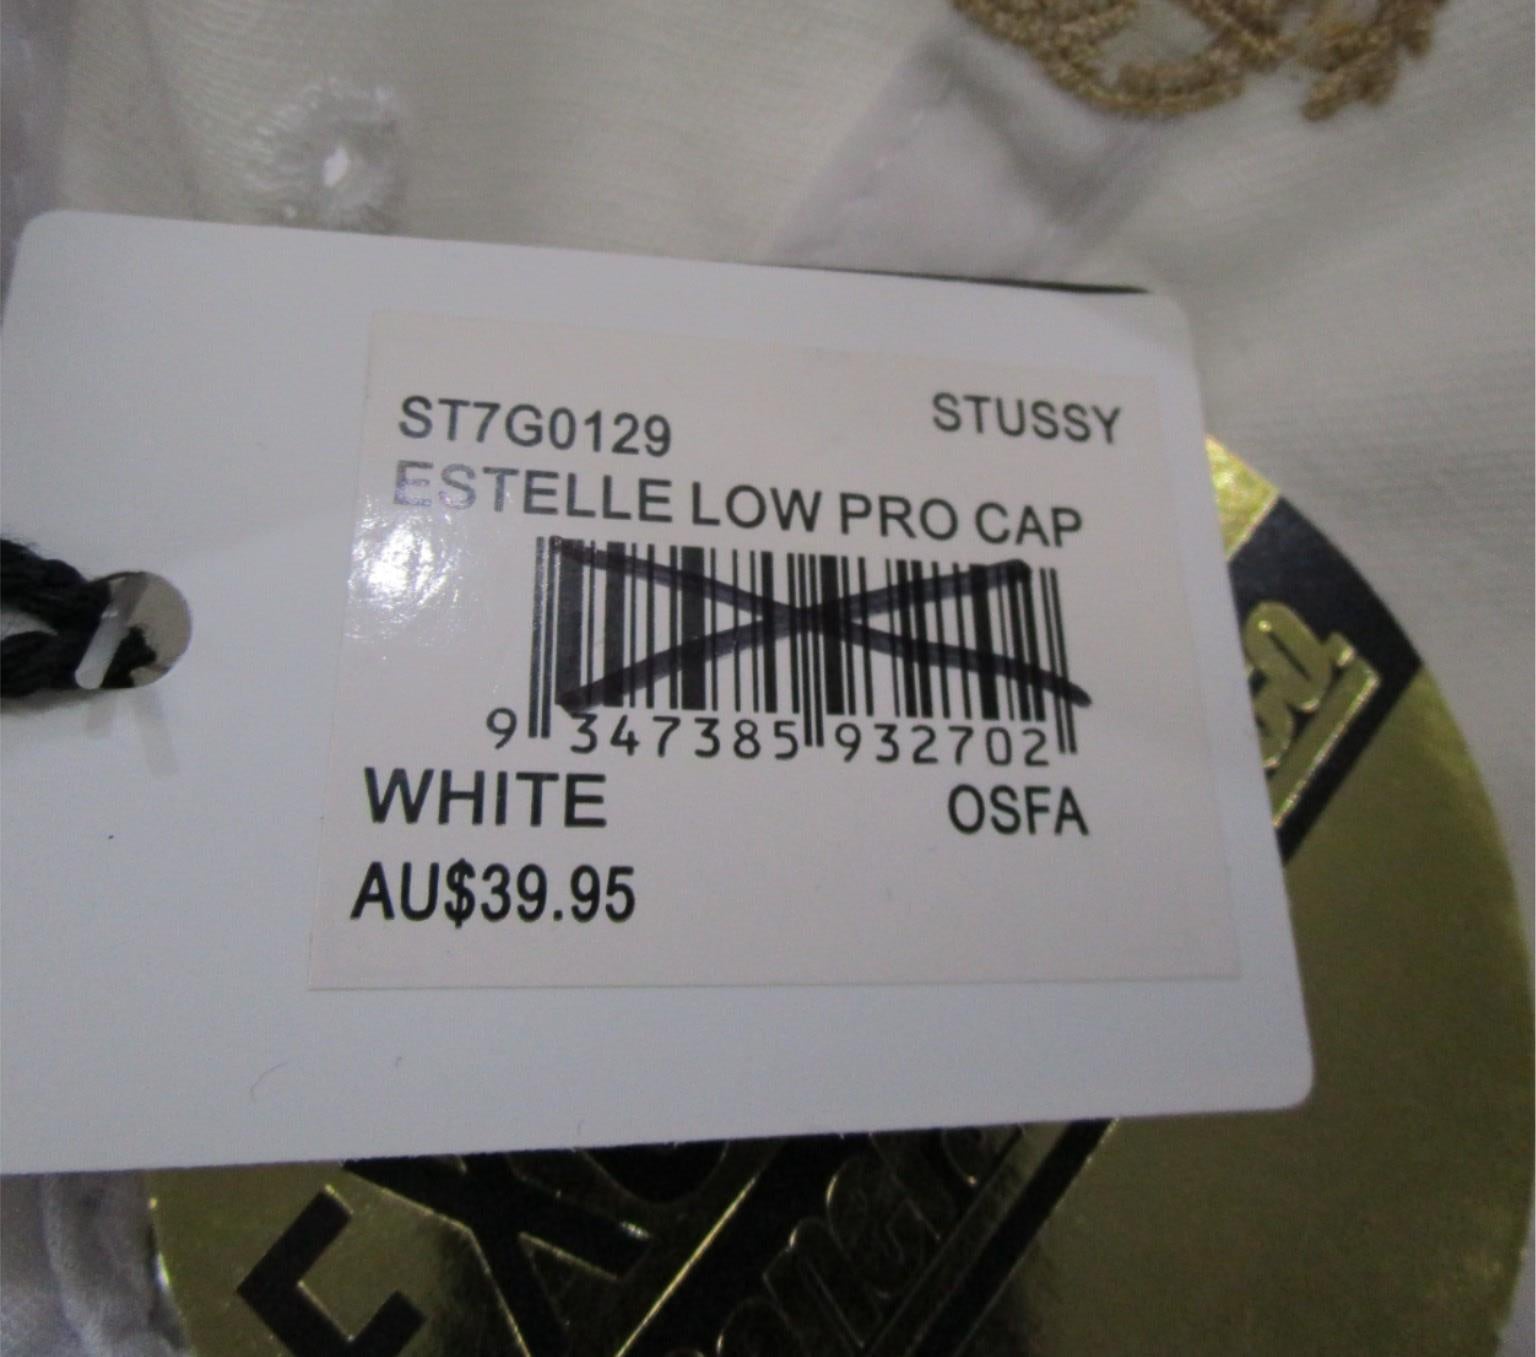 ST7G0129 STUSSY
ESTELLE LOW PRO CAP
9 347385 932702
WHITE OSFA
AU$39.95